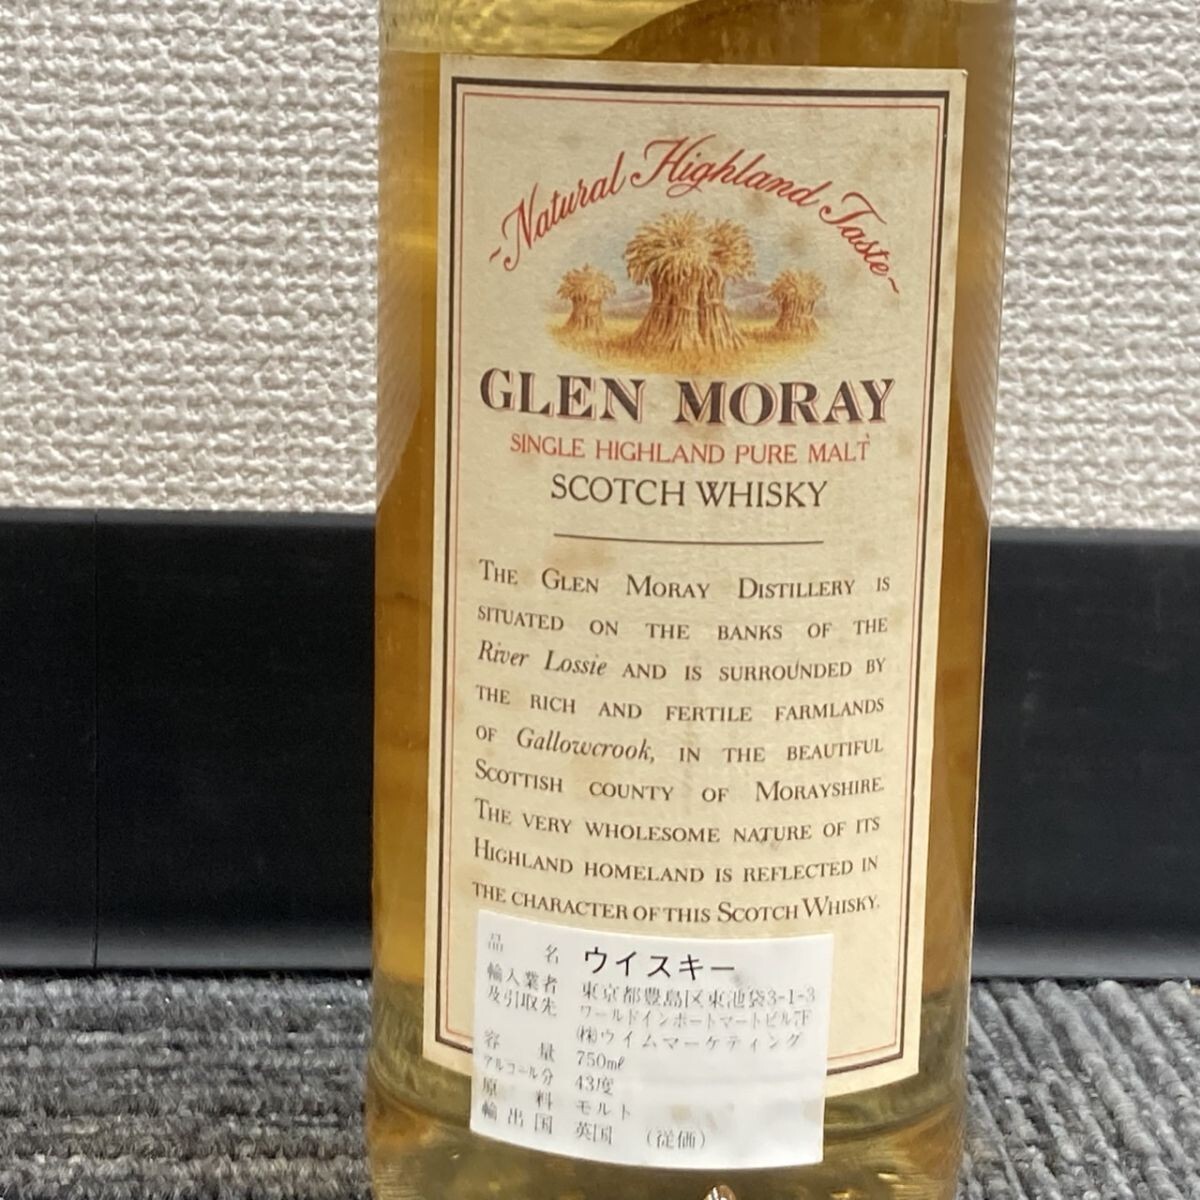 ~Natural Highland Taste~
GLEN MORAY
SINGLE HIGHLAND PURE MALT
SCOTCH WHISKY
THE GLEN MORAY DISTILLERY IS
SITUATED ON THE BANKS OF THE
River Lossie AND IS SURROUNDED BY
THE RICH AND FERTILE FARMLANDS
OF Gallowcrook, IN THE BEAUTIFUL
SCOTTISH COUNTY OF MORAYSHIRE.
THE VERY WHOLESOME NATURE OF ITS
HIGHLAND HOMELAND IS REFLECTED IN
THE CHARACTER OF THIS SCOTCH WHISKY.
品名 ウイスキー
輸入業者 東京都豊島区東池袋3-1-3
及引取先 ワールドインポートマートビル7F
(株)ウイムマーケティング
容量 750ml
アルコール分 43度
原料 モルト
輸出国 英国 (従価)